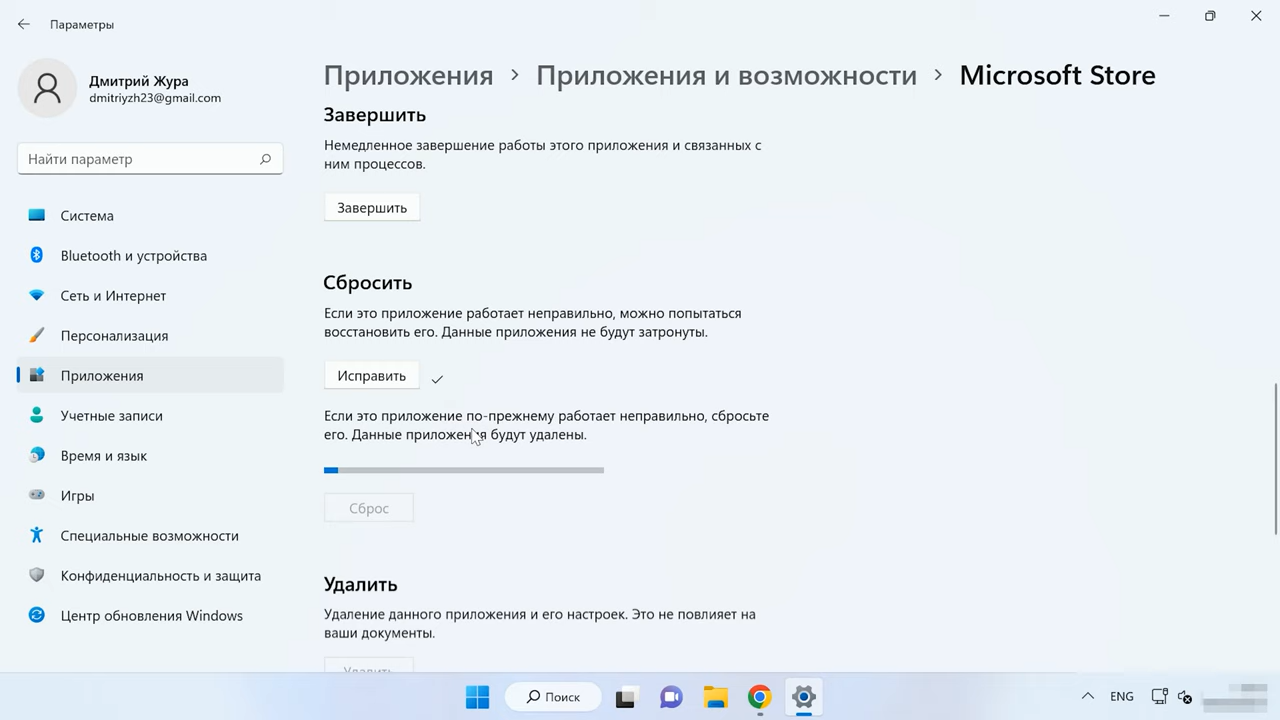 Параметры
Дмитрий Жура
dmitriyzh23@gmail.com
Найти параметр
Система
Bluetooth и устройства
Сеть и Интернет
Персонализация
Приложения
Учетные записи
Время и язык
Игры
Специальные возможности
Конфиденциальность и защита
Центр обновления Windows
Приложения > Приложения и возможности > Microsoft Store
Завершить
Немедленное завершение работы этого приложения и связанных с
ним процессов.
Завершить
Сбросить
Если это приложение работает неправильно, можно попытаться
восстановить его. Данные приложения не будут затронуты.
Исправить
Если это приложение по-прежнему работает неправильно, сбросьте
его. Данные приложения будут удалены.
Сброс
Удалить
Удаление данного приложения и его настроек. Это не повлияет на
ваши документы.
Удалить
Поиск
ENG